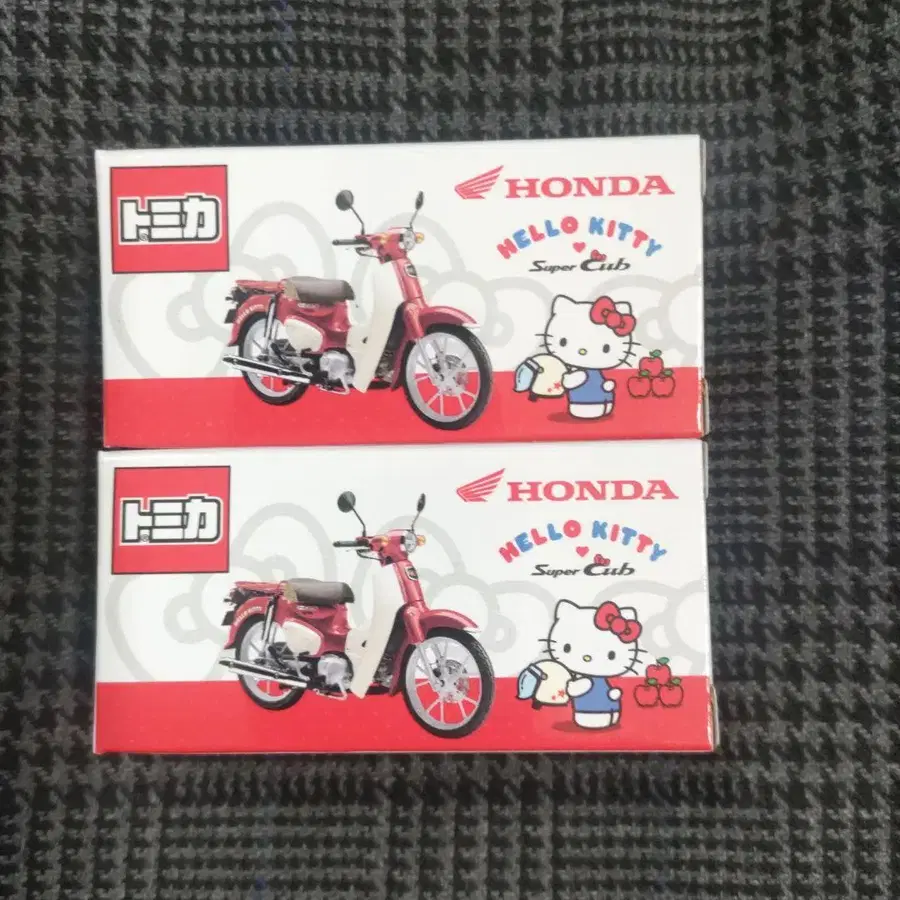 トミカ
HONDA
HELLO KITTY
Super Cub
トミカ
HONDA
HELLO KITTY
Super Cub